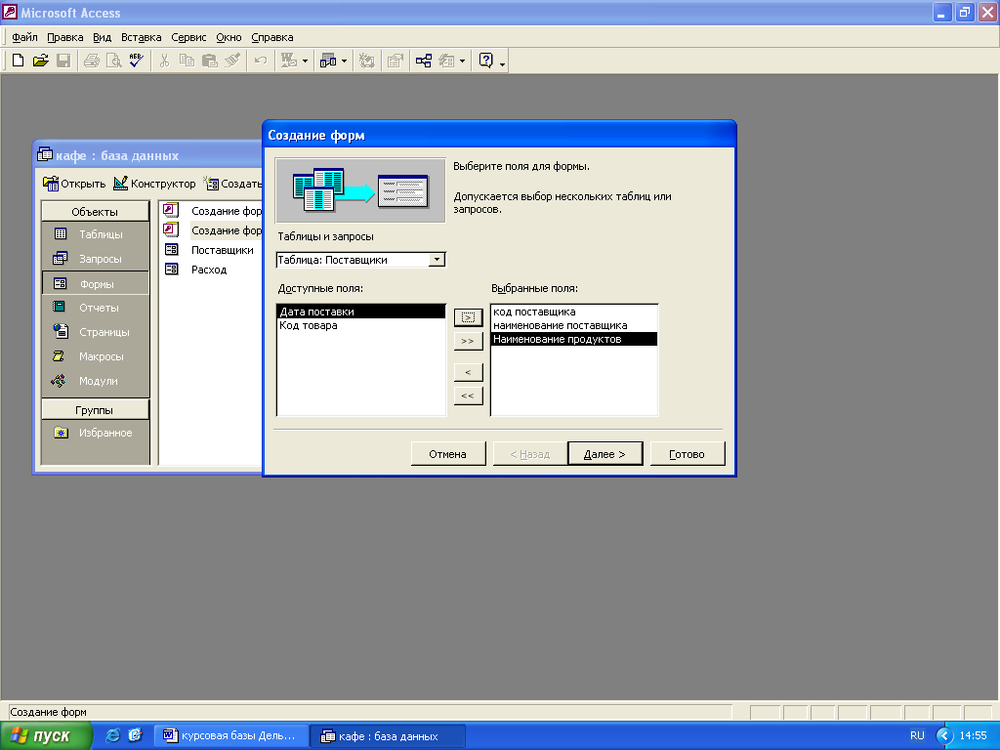 Microsoft Access
Файл Правка Вид Вставка Сервис Окно Справка
кафе : база данных
Открыть Конструктор Создать
Объекты
Таблицы
Запросы
Формы
Отчеты
Страницы
Макросы
Модули
Группы
Избранное
Создание фор
Создание фор
Поставщики
Расход
Создание форм
Выберите поля для формы.
Допускается выбор нескольких таблиц или
запросов.
Таблицы и запросы
Таблица: Поставщики
Доступные поля:
Дата поставки
Код товара
>
>>
<
<<
Выбранные поля:
код поставщика
наименование поставщика
Наименование продуктов
Отмена < Назад Далее > Готово
Создание форм
пуск курсовая базы Дель... кафе : база данных RU 14:55